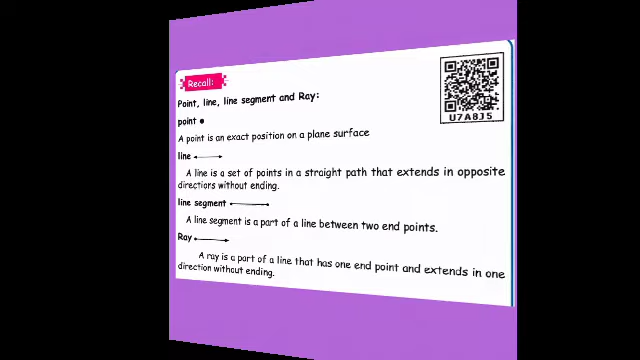 Recall:
Point, line, line segment and Ray:
point
A point is an exact position on a plane surface
line
A line is a set of points in a straight path that extends in opposite
directions without ending.
line segment
A line segment is a part of a line between two end points.
Ray
A ray is a part of a line that has one end point and extends in one
direction without ending.
U7A8J5